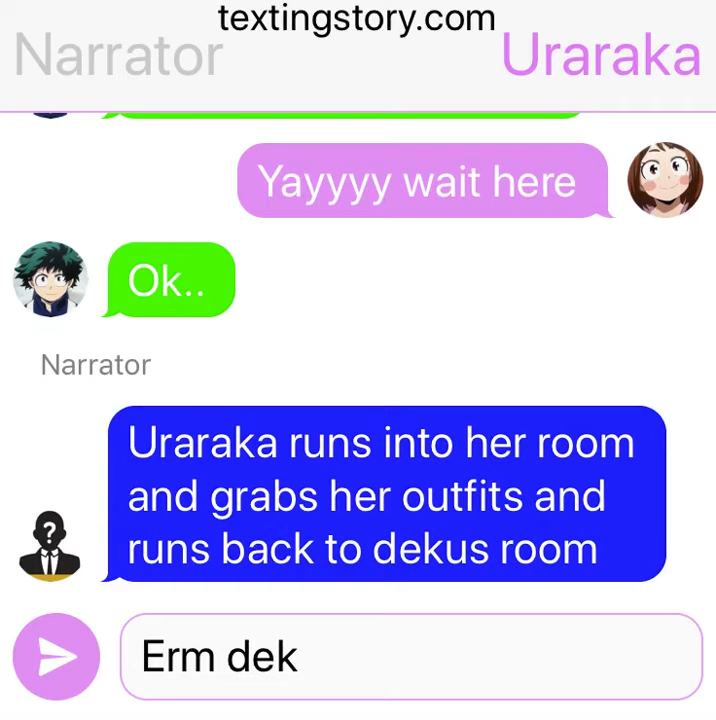 textingstory.com
Narrator
Uraraka
Yayyyy wait here
Ok..
Narrator
Uraraka runs into her room
and grabs her outfits and
runs back to dekus room
?
Erm dek